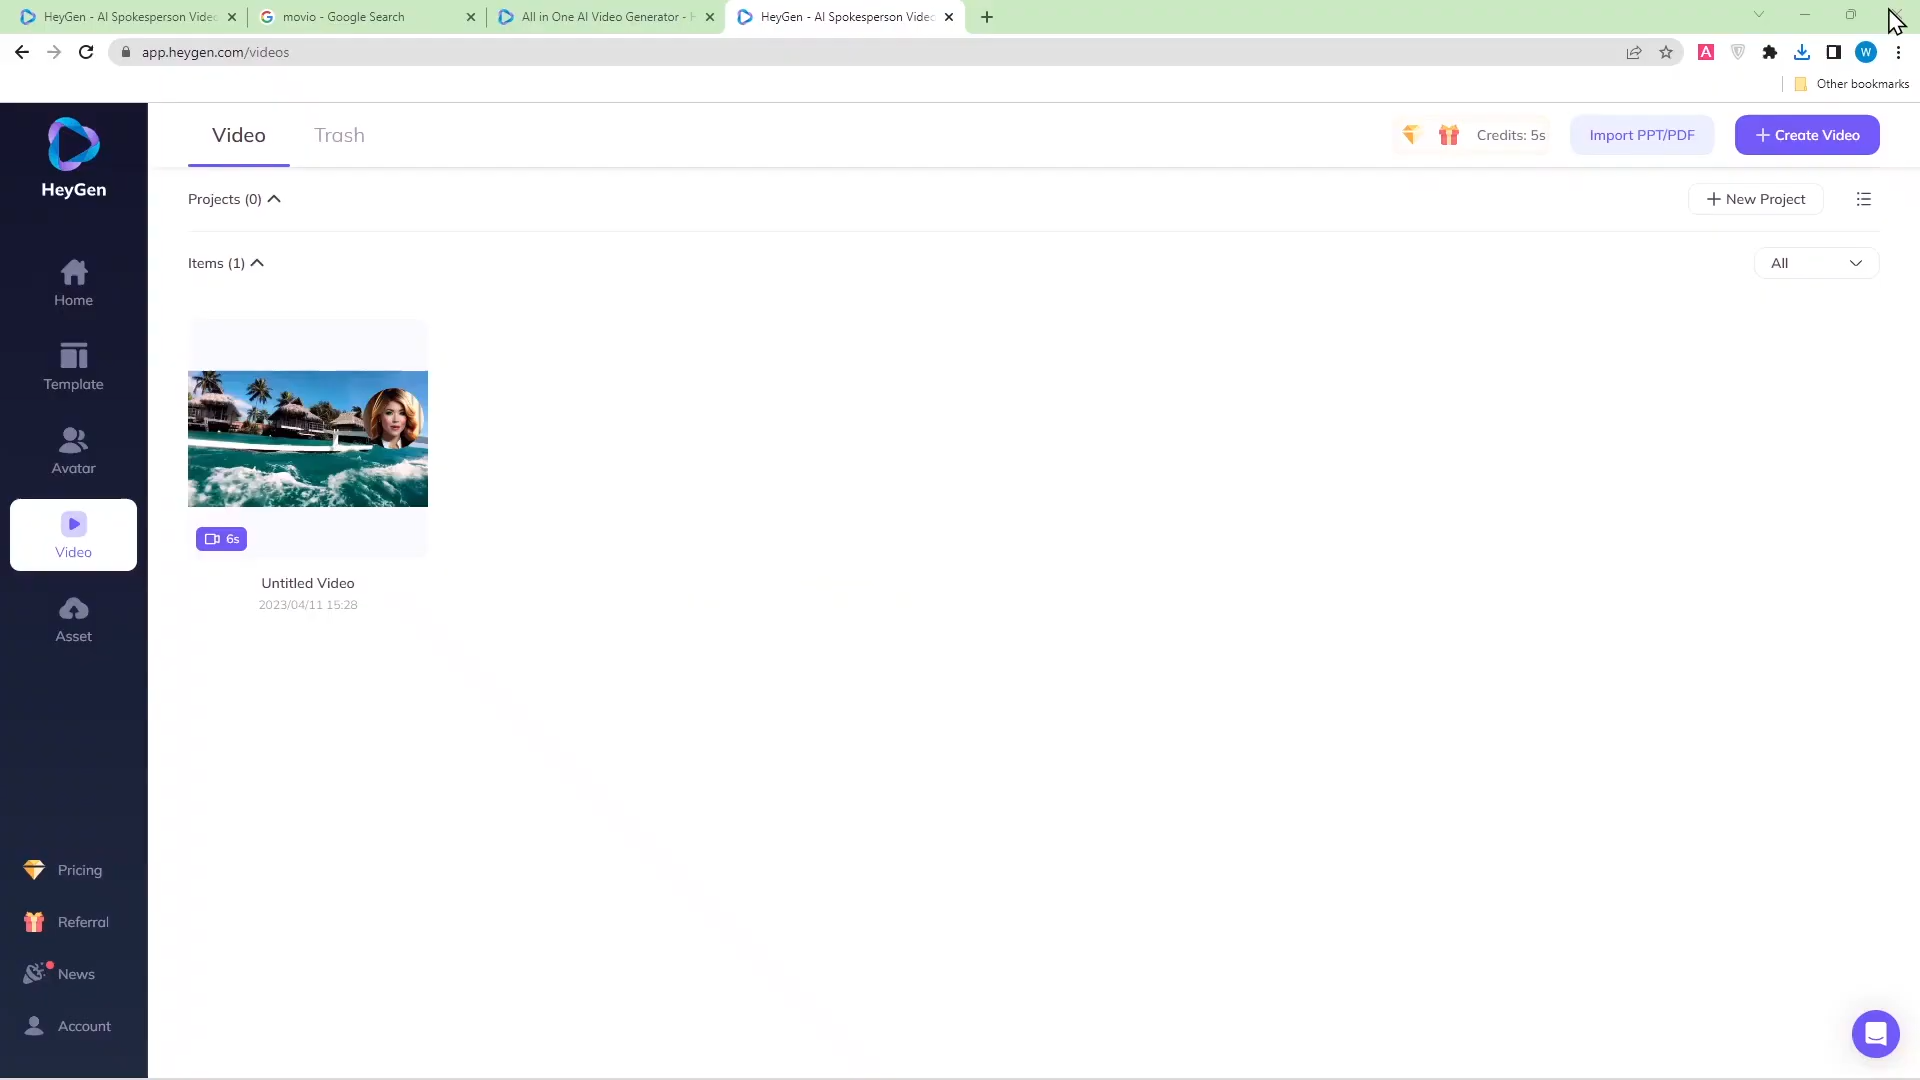 HeyGen - AI Spokesperson Video
movio - Google Search
All in One AI Video Generator -
HeyGen - AI Spokesperson Video
app.heygen.com/videos
A
W
Other bookmarks
HeyGen
Video
Trash
Credits: 5s
Import PPT/PDF
+ Create Video
Projects (0)
+ New Project
Items (1)
All
Home
Template
Avatar
Video
Asset
6s
Untitled Video
2023/04/11 15:28
Pricing
Referral
News
Account